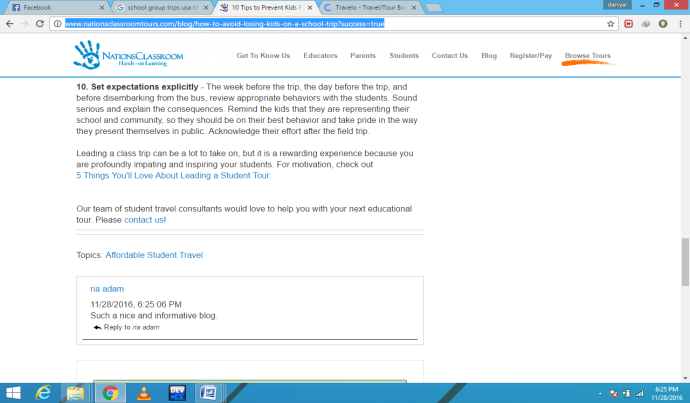 Facebook
school group trips usa b
10 Tips to Prevent Kids F
Travelo - Travel/Tour Bo
daniyal
www.nationsclassroomtours.com/blog/how-to-avoid-losing-kids-on-a-school-trip?success=true
NationsClassroom
Hands-on Learning
Get To Know Us
Educators
Parents
Students
Contact Us
Blog
Register/Pay
Browse Tours
10. Set expectations explicitly - The week before the trip, the day before the trip, and
before disembarking from the bus, review appropriate behaviors with the students. Sound
serious and explain the consequences. Remind the kids that they are representing their
school and community, so they should be on their best behavior and take pride in the way
they present themselves in public. Acknowledge their effort after the field trip.
Leading a class trip can be a lot to take on, but it is a rewarding experience because you
are profoundly impating and inspiring your students. For motivation, check out
5 Things You'll Love About Leading a Student Tour.
Our team of student travel consultants would love to help you with your next educational
tour. Please contact us!
Topics: Affordable Student Travel
ria adam
11/28/2016, 6:25:06 PM
Such a nice and informative blog.
Reply to ria adam
6:25 PM
11/28/2016